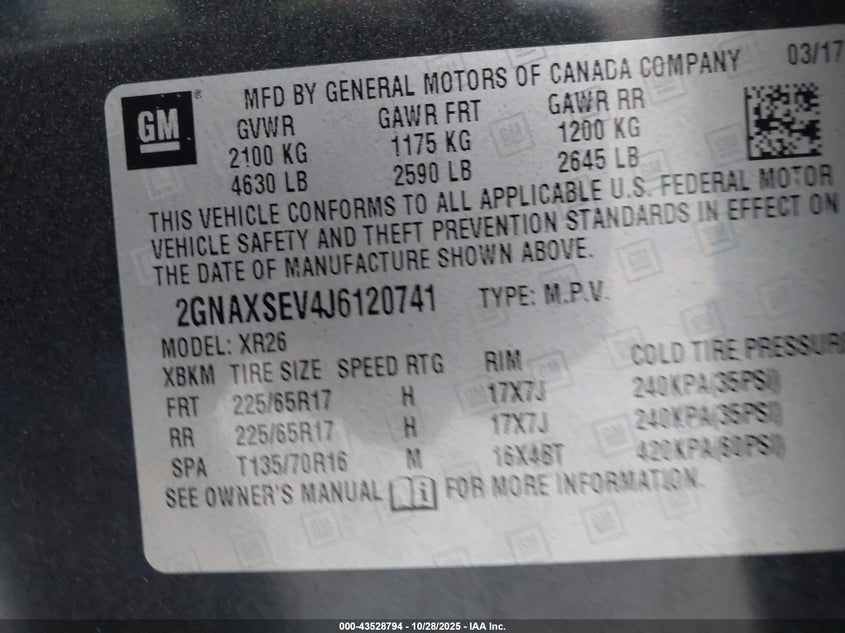 GM
MFD BY GENERAL MOTORS OF CANADA COMPANY 03/17
GVWR GAWR FRT GAWR RR
2100 KG 1175 KG 1200 KG
4630 LB 2590 LB 2645 LB
THIS VEHICLE CONFORMS TO ALL APPLICABLE U.S. FEDERAL MOTOR
VEHICLE SAFETY AND THEFT PREVENTION STANDARDS IN EFFECT ON
THE DATE OF MANUFACTURE SHOWN ABOVE.
2GNAXSEV4J6120741 TYPE: M.P.V.
MODEL: XR26
XBKM TIRE SIZE SPEED RTG RIM COLD TIRE PRESSURE
FRT 225/65R17 H 17X7J 240KPA(35PSI)
RR 225/65R17 H 17X7J 240KPA(35PSI)
SPA T135/70R16 M 16X4BT 420KPA(60PSI)
SEE OWNER'S MANUAL FOR MORE INFORMATION.
000-43528794 - 10/28/2025 - IAA Inc.